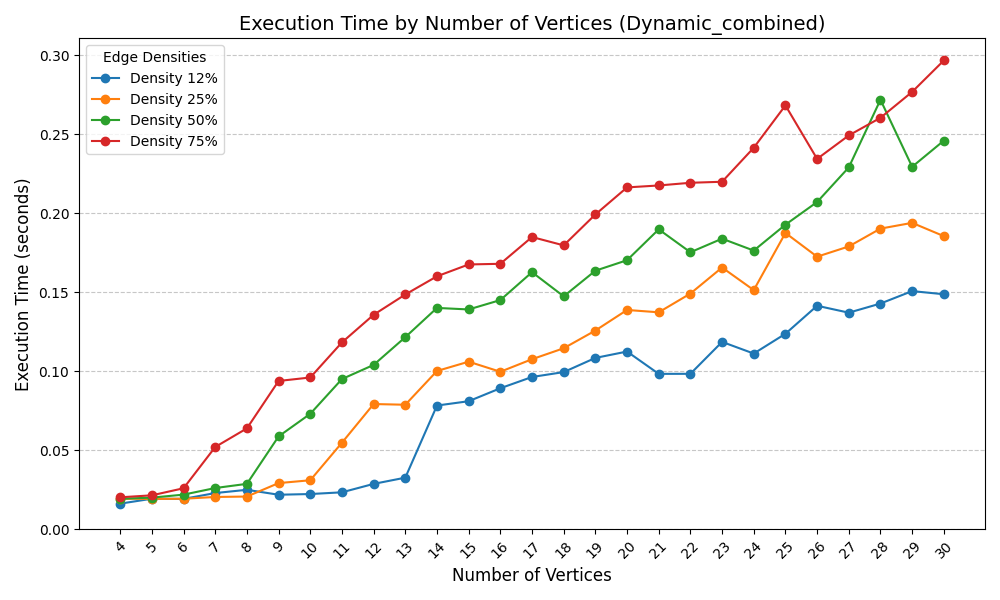 Execution Time by Number of Vertices (Dynamic_combined)
Edge Densities
Density 12%
Density 25%
Density 50%
Density 75%
Execution Time (seconds)
0.30
0.25
0.20
0.15
0.10
0.05
0.00
4 5 6 7 8 9 10 11 12 13 14 15 16 17 18 19 20 21 22 23 24 25 26 27 28 29 30
Number of Vertices